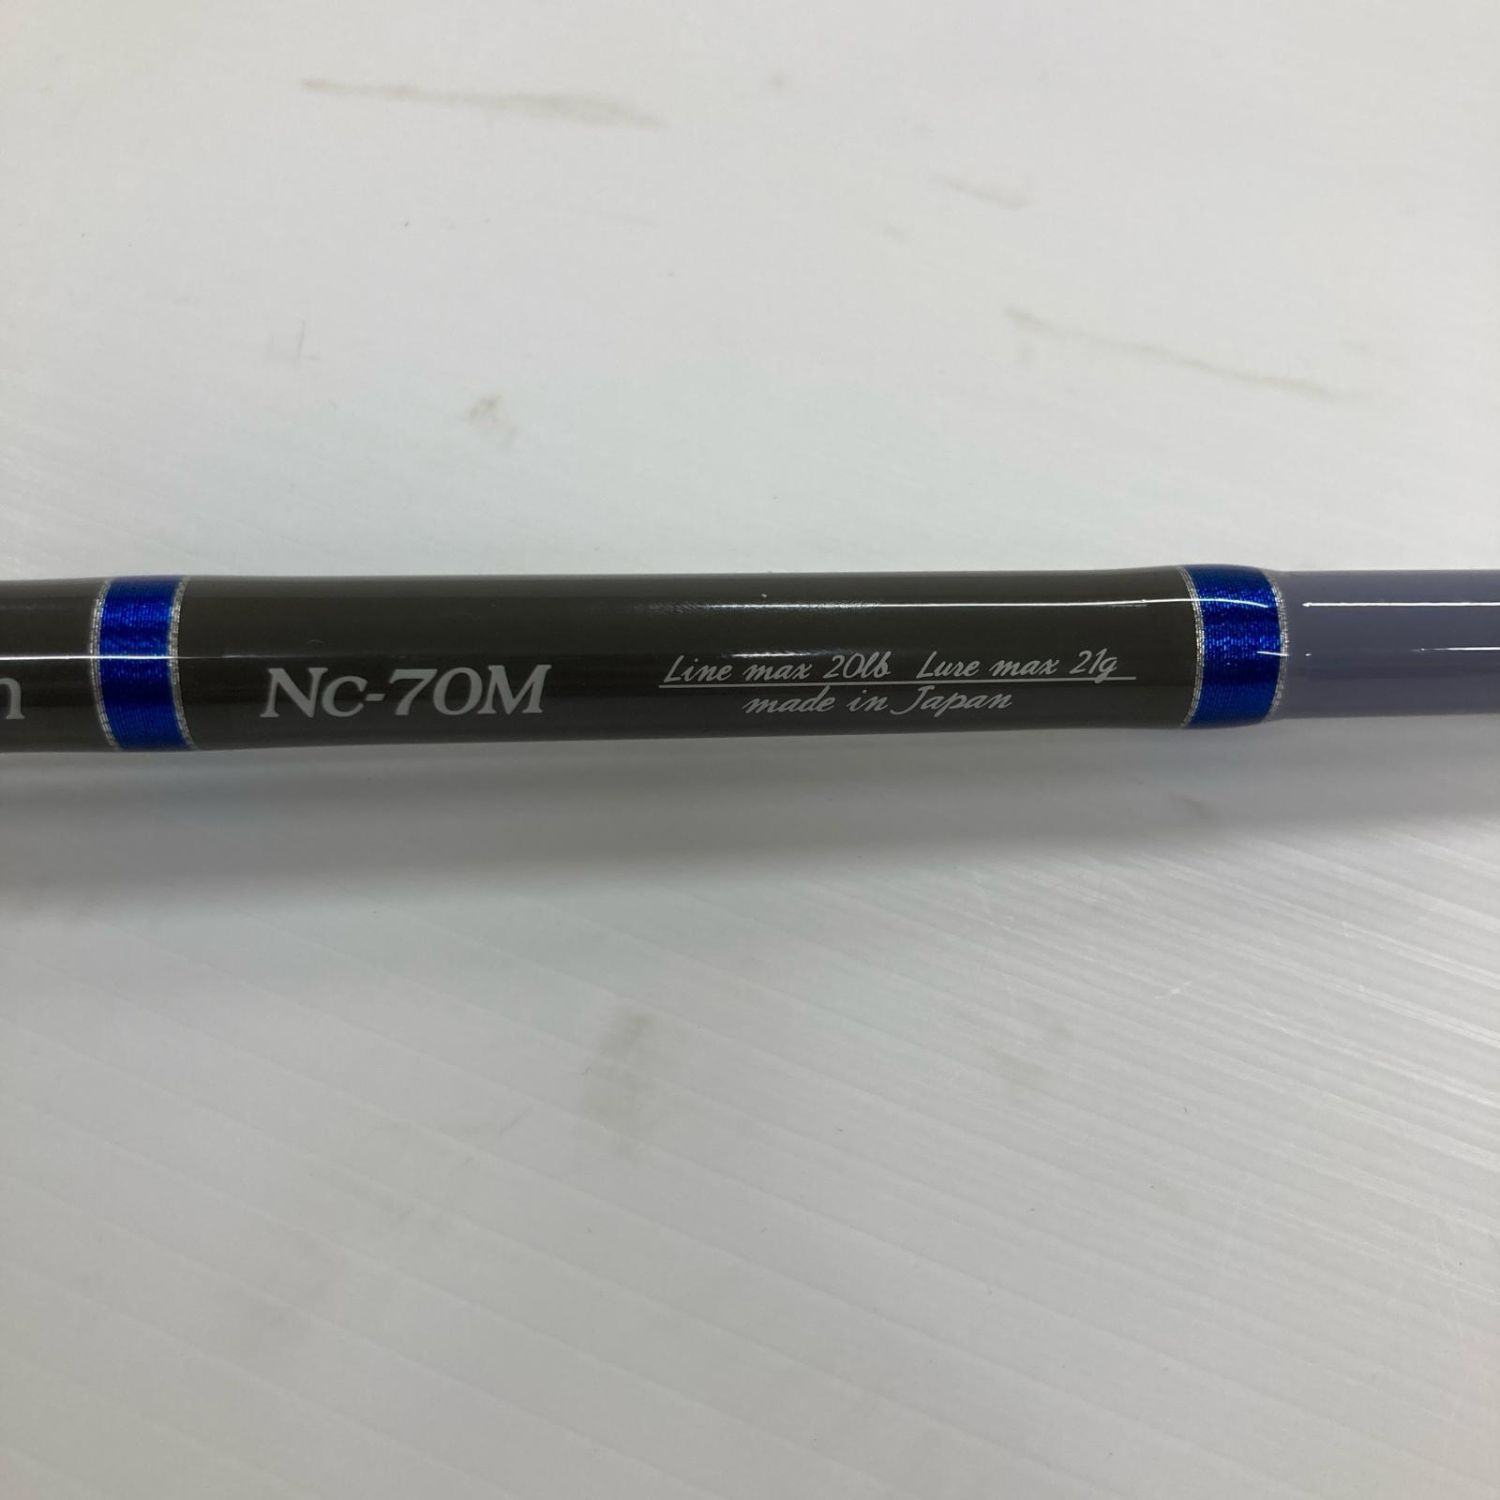 Nc-70M
Line max 20lb Lure max 21g
made in Japan